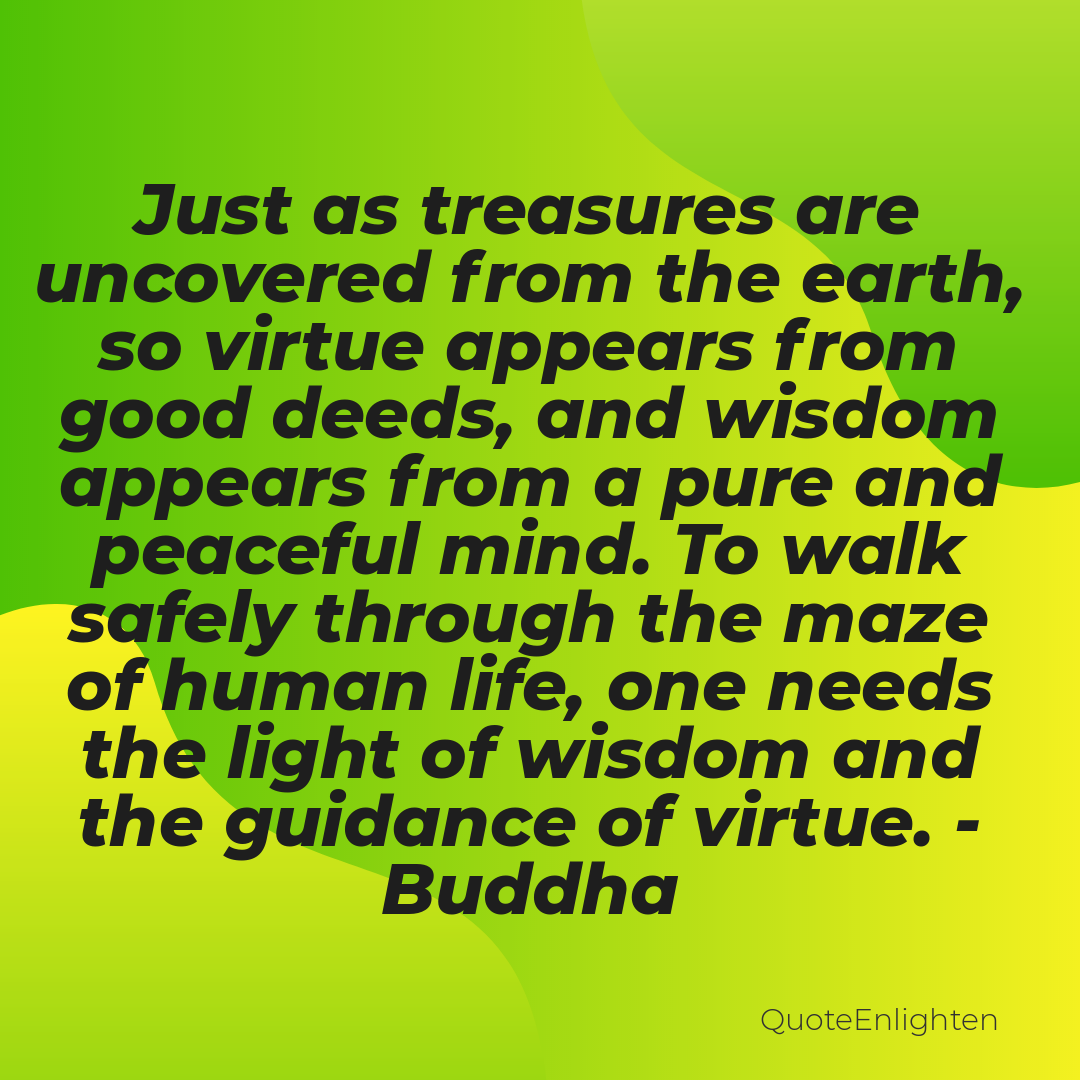 Just as treasures are
uncovered from the earth,
so virtue appears from
good deeds, and wisdom
appears from a pure and
peaceful mind. To walk
safely through the maze
of human life, one needs
the light of wisdom and
the guidance of virtue. -
Buddha
QuoteEnlighten